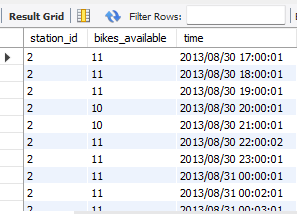 Result Grid Filter Rows:
station_id bikes_available time
2 11 2013/08/30 17:00:01
2 11 2013/08/30 18:00:01
2 11 2013/08/30 19:00:01
2 10 2013/08/30 20:00:01
2 10 2013/08/30 21:00:01
2 11 2013/08/30 22:00:02
2 11 2013/08/30 23:00:01
2 11 2013/08/31 00:00:01
2 11 2013/08/31 00:02:01
2 11 2013/08/31 00:03:01